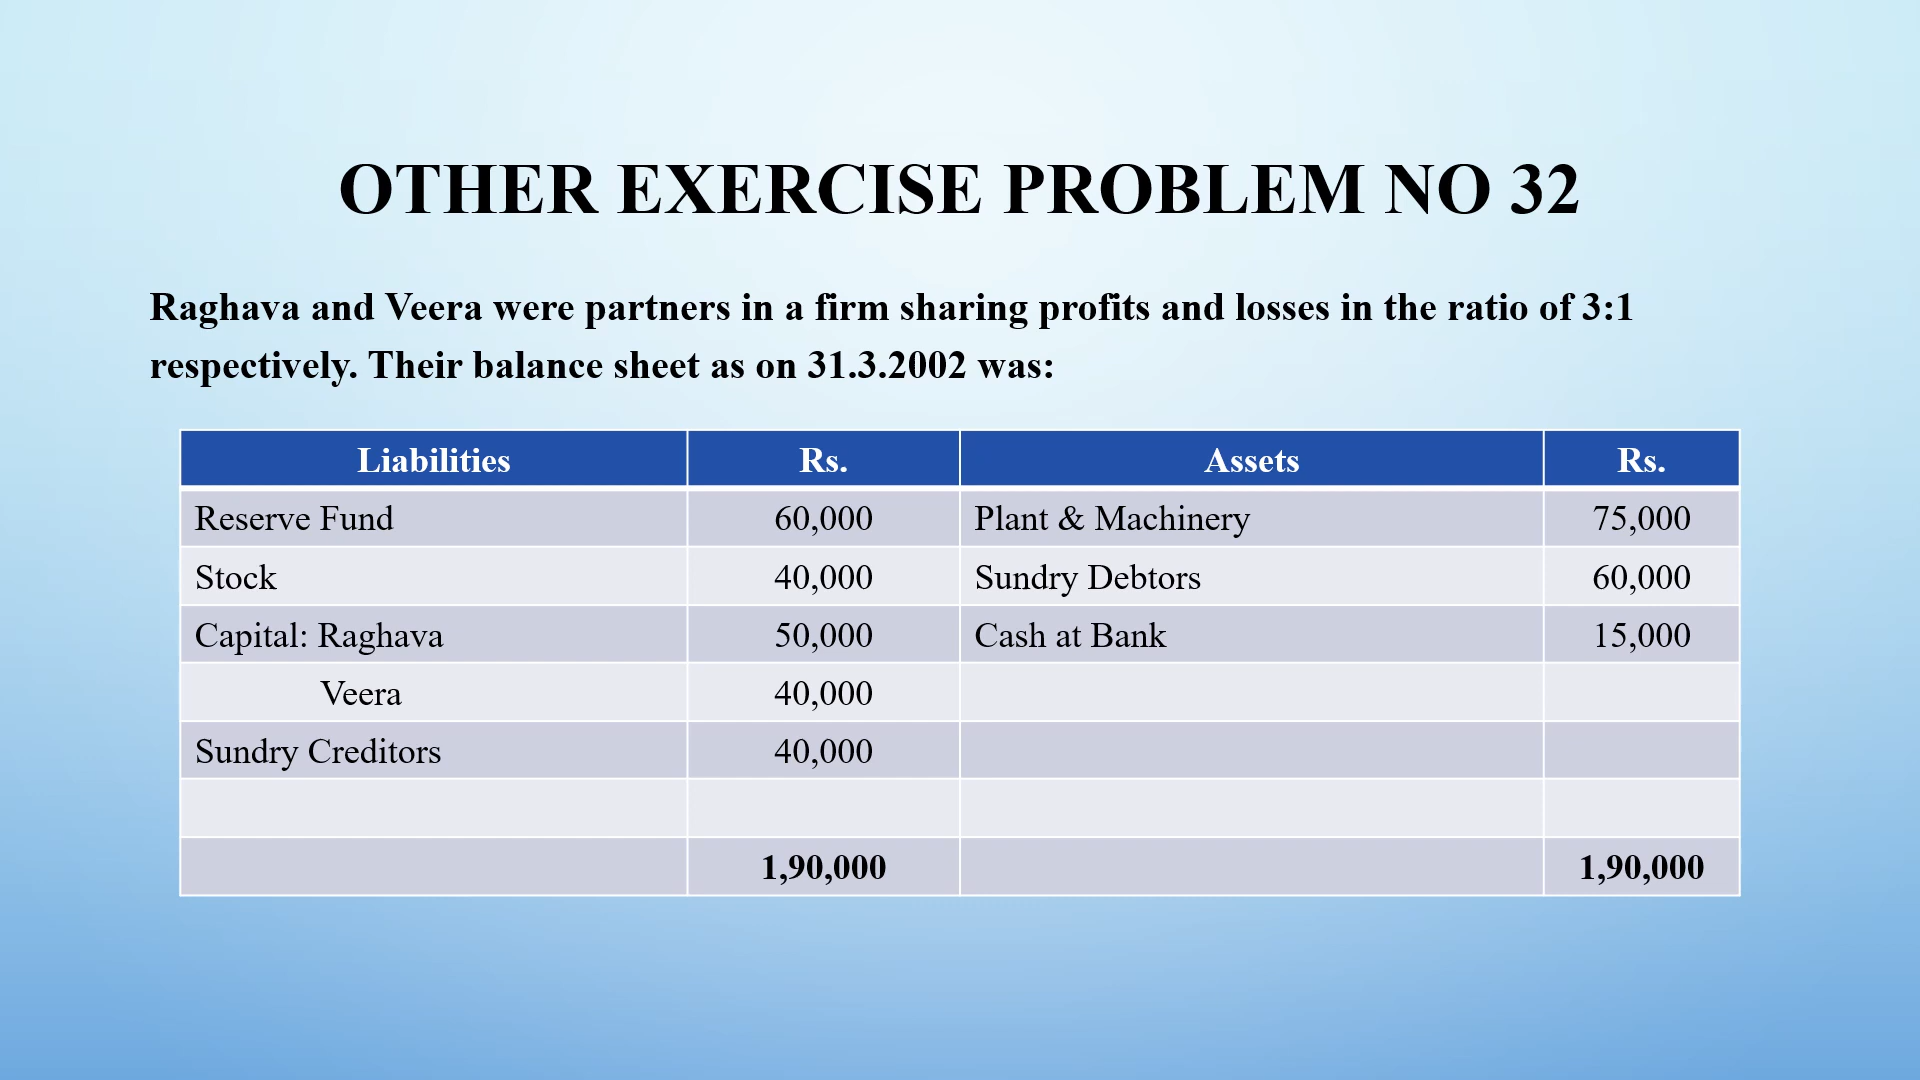 OTHER EXERCISE PROBLEM NO 32
Raghava and Veera were partners in a firm sharing profits and losses in the ratio of 3:1
respectively. Their balance sheet as on 31.3.2002 was:
Liabilities Rs. Assets Rs.
Reserve Fund 60,000 Plant & Machinery 75,000
Stock 40,000 Sundry Debtors 60,000
Capital: Raghava 50,000 Cash at Bank 15,000
Veera 40,000
Sundry Creditors 40,000
1,90,000 1,90,000